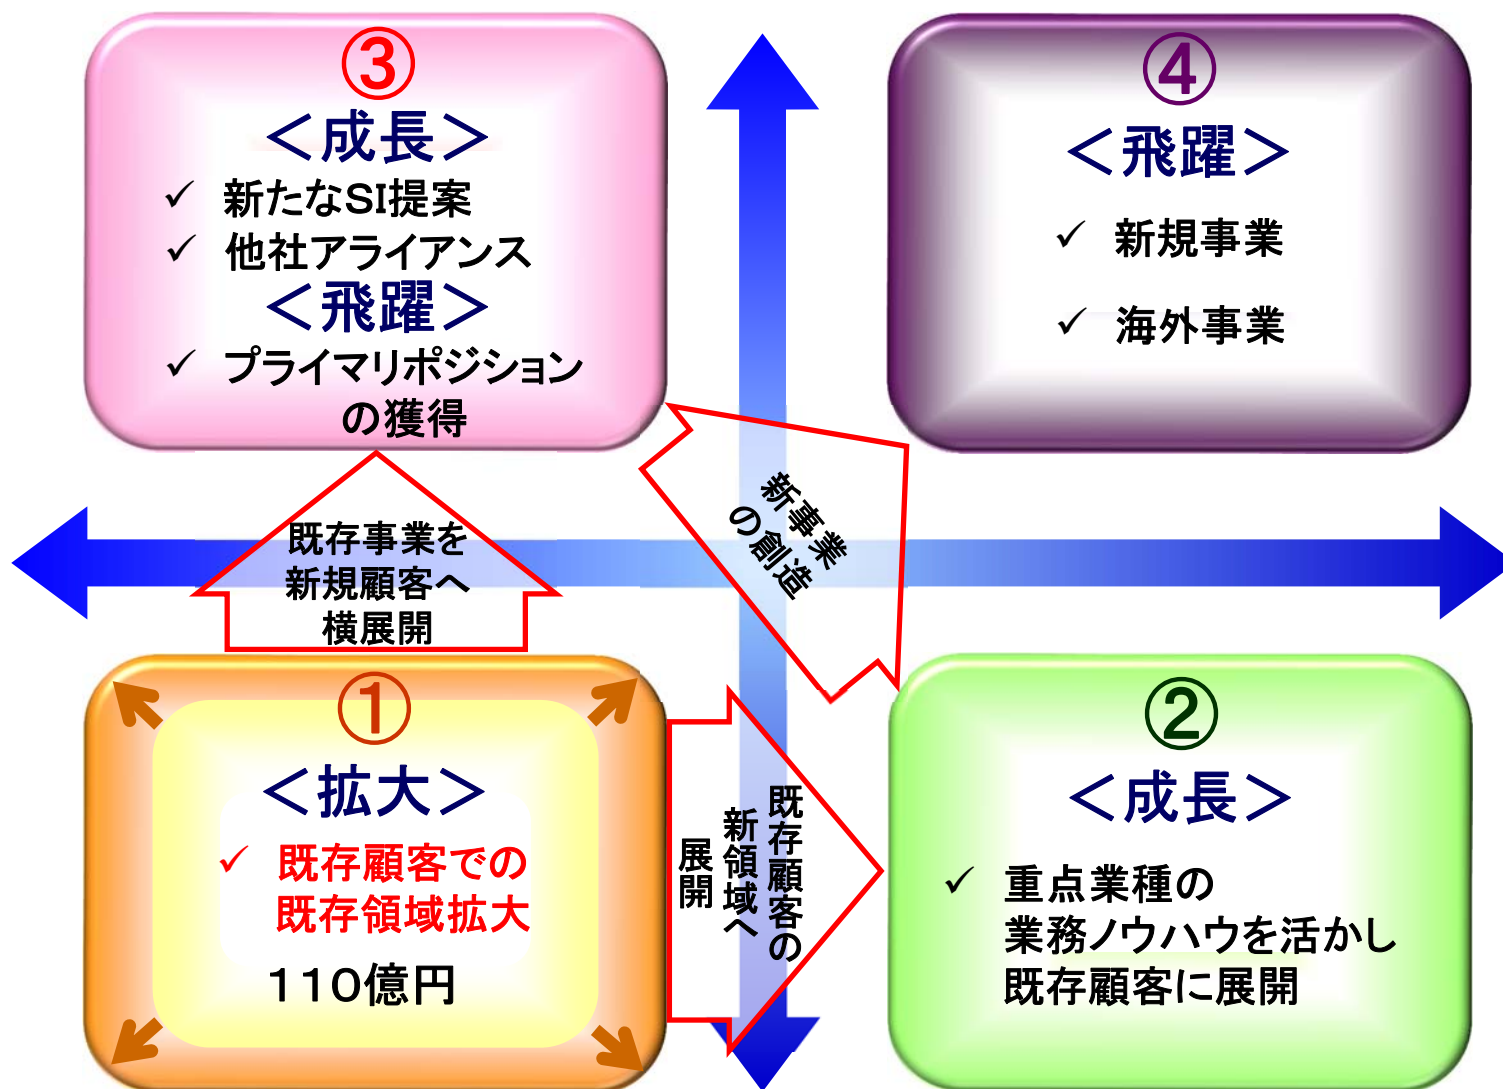 ③
＜成長＞
✓ 新たなSI提案
✓ 他社アライアンス
＜飛躍＞
✓ プライマリポジション
の獲得
④
＜飛躍＞
✓ 新規事業
✓ 海外事業
既存事業を
新規顧客へ
横展開
新事業
の創造
①
＜拡大＞
✓ 既存顧客での
既存領域拡大
110億円
既存顧客の
新領域へ
展開
②
＜成長＞
✓ 重点業種の
業務ノウハウを活かし
既存顧客に展開